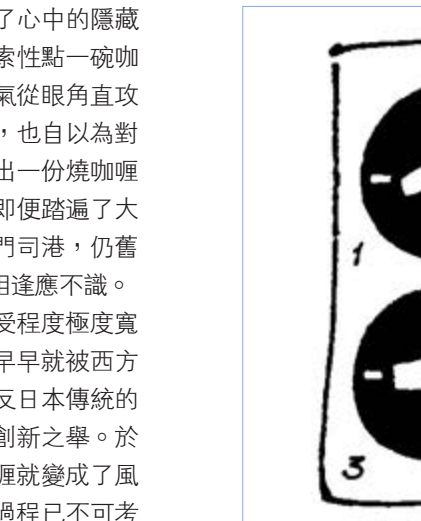 了心中的隱藏
索性點一碗咖
氣從眼角直攻
，也自以為對
出一份燒咖喱
即便踏遍了大
門司港，仍舊
相逢應不識。
受程度極度寬
早早就被西方
反日本傳統的
創新之舉。於
喱就變成了風
過程已不可考
1
3